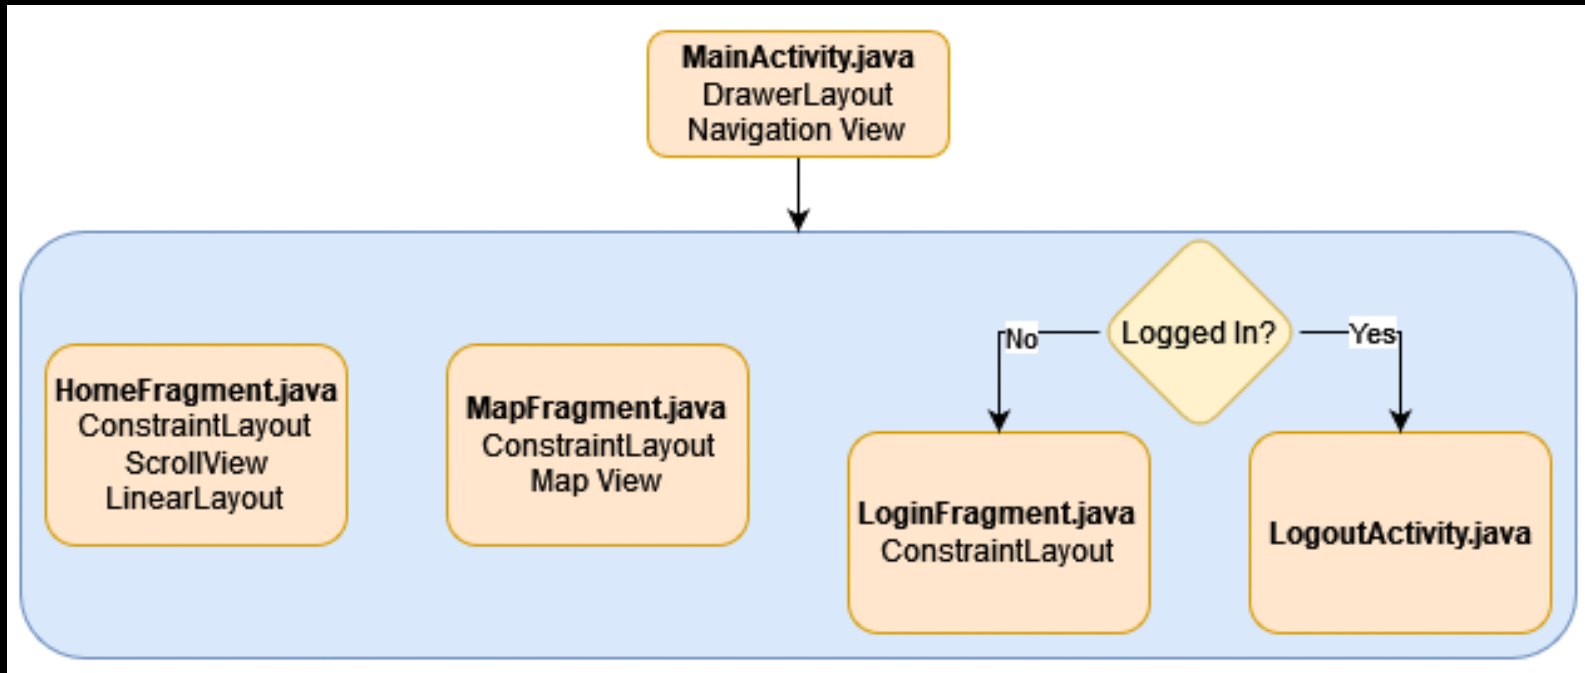 MainActivity.java
DrawerLayout
Navigation View
Logged In?
No
Yes
HomeFragment.java
ConstraintLayout
ScrollView
LinearLayout
MapFragment.java
ConstraintLayout
Map View
LoginFragment.java
ConstraintLayout
LogoutActivity.java